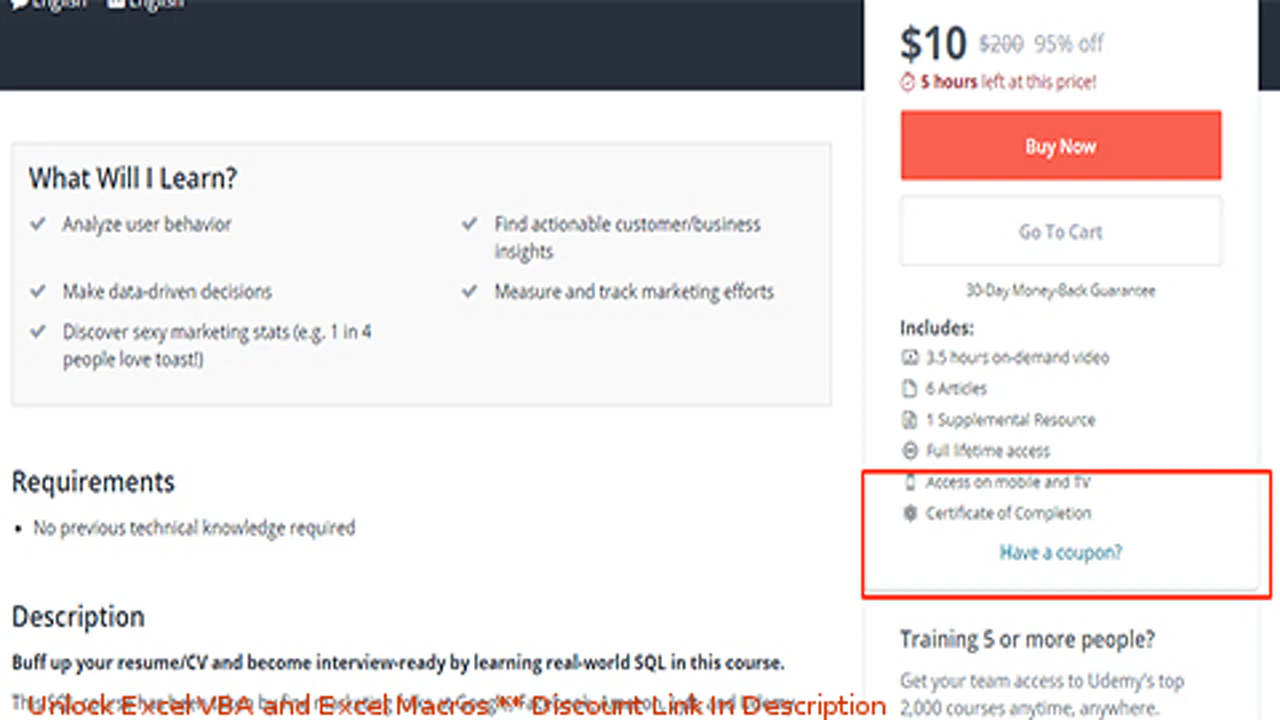 English English
What Will I Learn?
Analyze user behavior
Find actionable customer/business
insights
Make data-driven decisions
Measure and track marketing efforts
Discover sexy marketing stats (e.g. 1 in 4
people love toast!)
Requirements
• No previous technical knowledge required
Description
Buff up your resume/CV and become interview-ready by learning real-world SQL in this course.
Unlock Excel VBA and Excel Macros ** Discount Link In Description
$10 $200 95% off
5 hours left at this price!
Buy Now
Go To Cart
30-Day Money-Back Guarantee
Includes:
3.5 hours on-demand video
6 Articles
1 Supplemental Resource
Full lifetime access
Access on mobile and TV
Certificate of Completion
Have a coupon?
Training 5 or more people?
Get your team access to Udemy's top
2,000 courses anytime, anywhere.